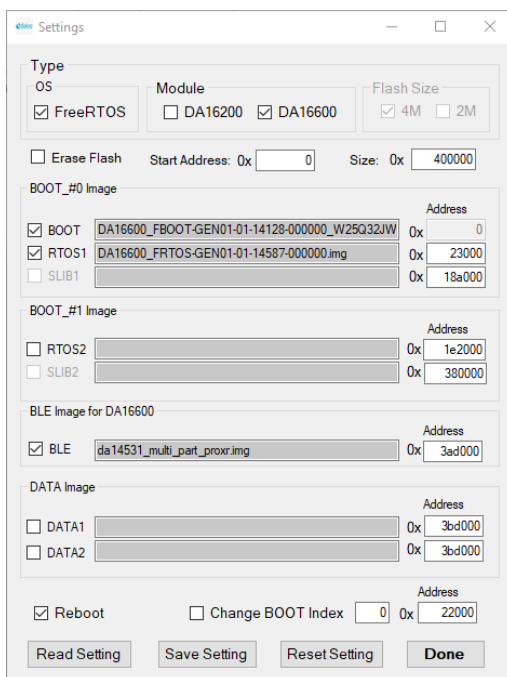 dialog Settings
Type
OS
Module
Flash Size
FreeRTOS DA16200 DA16600 4M 2M
Erase Flash Start Address: 0x 0 Size: 0x 400000
BOOT_#0 Image
Address
BOOT DA16600_FBOOT-GEN01-01-14128-000000_W25Q32JW 0x 0
RTOS1 DA16600_FRTOS-GEN01-01-14587-000000.img 0x 23000
SLIB1 0x 18a000
BOOT_#1 Image
Address
RTOS2 0x 1e2000
SLIB2 0x 380000
BLE Image for DA16600
Address
BLE da14531_multi_part_proxr.img 0x 3ad000
DATA Image
Address
DATA1 0x 3bd000
DATA2 0x 3bd000
Address
Reboot Change BOOT Index 0 0x 22000
Read Setting Save Setting Reset Setting Done